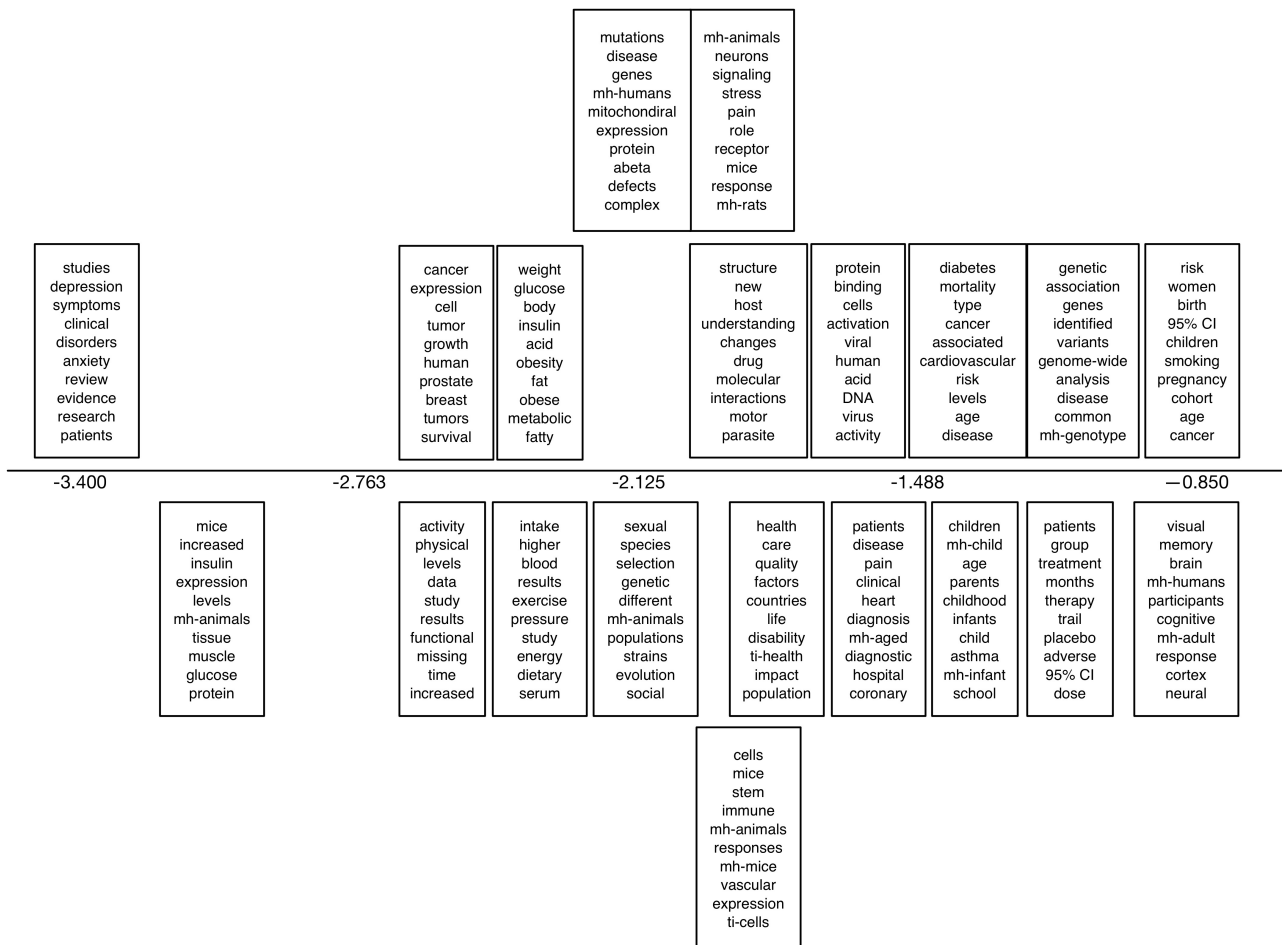 mutations
disease
genes
mh-humans
mitochondiral
expression
protein
abeta
defects
complex
mh-animals
neurons
signaling
stress
pain
role
receptor
mice
response
mh-rats
studies
depression
symptoms
clinical
disorders
anxiety
review
evidence
research
patients
cancer
expression
cell
tumor
growth
human
prostate
breast
tumors
survival
weight
glucose
body
insulin
acid
obesity
fat
obese
metabolic
fatty
structure
new
host
understanding
changes
drug
molecular
interactions
motor
parasite
protein
binding
cells
activation
viral
human
acid
DNA
virus
activity
diabetes
mortality
type
cancer
associated
cardiovascular
risk
levels
age
disease
genetic
association
genes
identified
variants
genome-wide
analysis
disease
common
mh-genotype
risk
women
birth
95% CI
children
smoking
pregnancy
cohort
age
cancer
-3.400
-2.763
-2.125
-1.488
—0.850
mice
increased
insulin
expression
levels
mh-animals
tissue
muscle
glucose
protein
activity
physical
levels
data
study
results
functional
missing
time
increased
intake
higher
blood
results
exercise
pressure
study
energy
dietary
serum
sexual
species
selection
genetic
different
mh-animals
populations
strains
evolution
social
health
care
quality
factors
countries
life
disability
ti-health
impact
population
patients
disease
pain
clinical
heart
diagnosis
mh-aged
diagnostic
hospital
coronary
children
mh-child
age
parents
childhood
infants
child
asthma
mh-infant
school
patients
group
treatment
months
therapy
trail
placebo
adverse
95% CI
dose
visual
memory
brain
mh-humans
participants
cognitive
mh-adult
response
cortex
neural
cells
mice
stem
immune
mh-animals
responses
mh-mice
vascular
expression
ti-cells